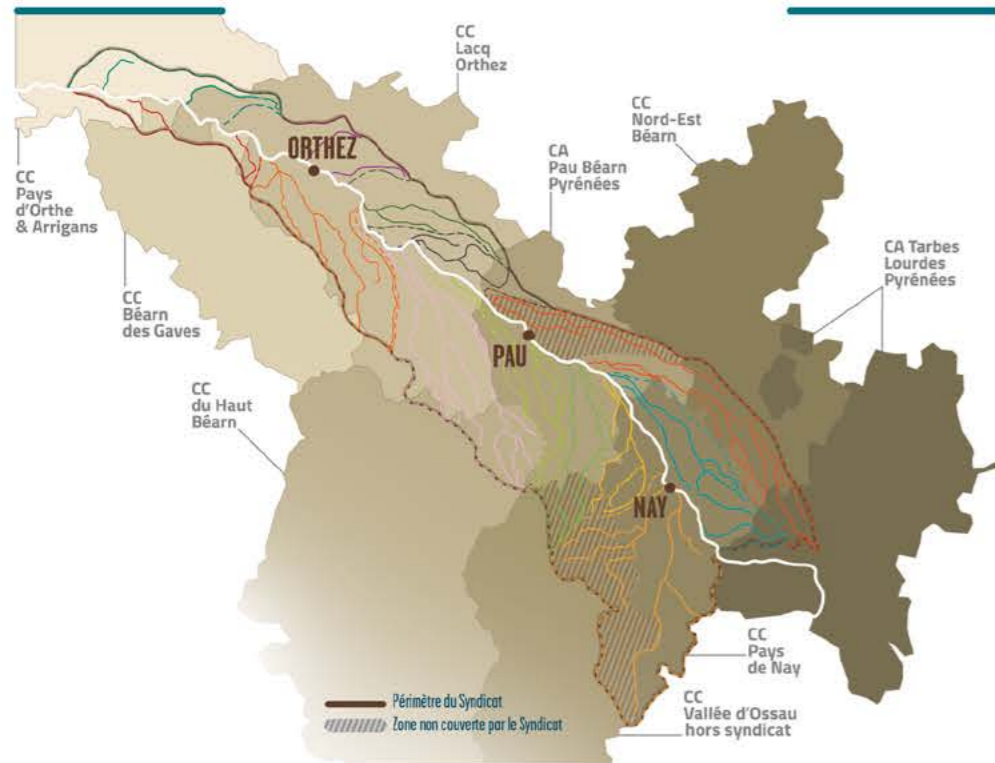 CC
Lacq
Orthez
CC
Nord-Est
Béarn
ORTHEZ
CA
Pau Béarn
Pyrénées
CC
Pays
d'Orthe
& Arrigans
CA Tarbes
Lourdes
Pyrénées
CC
Béarn
des Gaves
PAU
CC
du Haut
Béarn
NAY
CC
Pays
de Nay
Périmètre du Syndicat
Zone non couverte par le Syndicat
CC
Vallée d'Ossau
hors syndicat